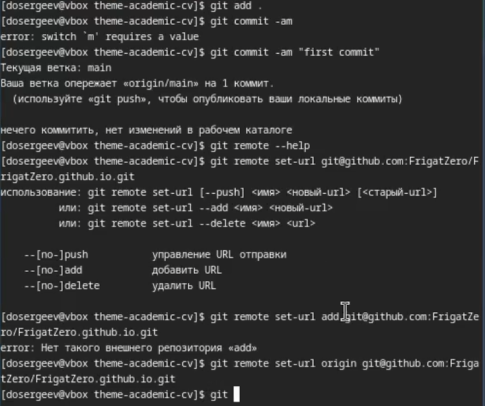 [dosergeev@vbox theme-academic-cv]$ git add .
[dosergeev@vbox theme-academic-cv]$ git commit -am
error: switch `m' requires a value
[dosergeev@vbox theme-academic-cv]$ git commit -am "first commit"
Текущая ветка: main
Ваша ветка опережает «origin/main» на 1 коммит.
  (используйте «git push», чтобы опубликовать ваши локальные коммиты)

нечего коммитить, нет изменений в рабочем каталоге
[dosergeev@vbox theme-academic-cv]$ git remote --help
[dosergeev@vbox theme-academic-cv]$ git remote set-url git@github.com:FrigatZero/F
rigatZero.github.io.git
использование: git remote set-url [--push] <имя> <новый-url> [<старый-url>]
         или: git remote set-url --add <имя> <новый-url>
         или: git remote set-url --delete <имя> <url>

    --[no-]push           управление URL отправки
    --[no-]add            добавить URL
    --[no-]delete         удалить URL

[dosergeev@vbox theme-academic-cv]$ git remote set-url add git@github.com:FrigatZe
ro/FrigatZero.github.io.git
error: Нет такого внешнего репозитория «add»
[dosergeev@vbox theme-academic-cv]$ git remote set-url origin git@github.com:Friga
tZero/FrigatZero.github.io.git
[dosergeev@vbox theme-academic-cv]$ git